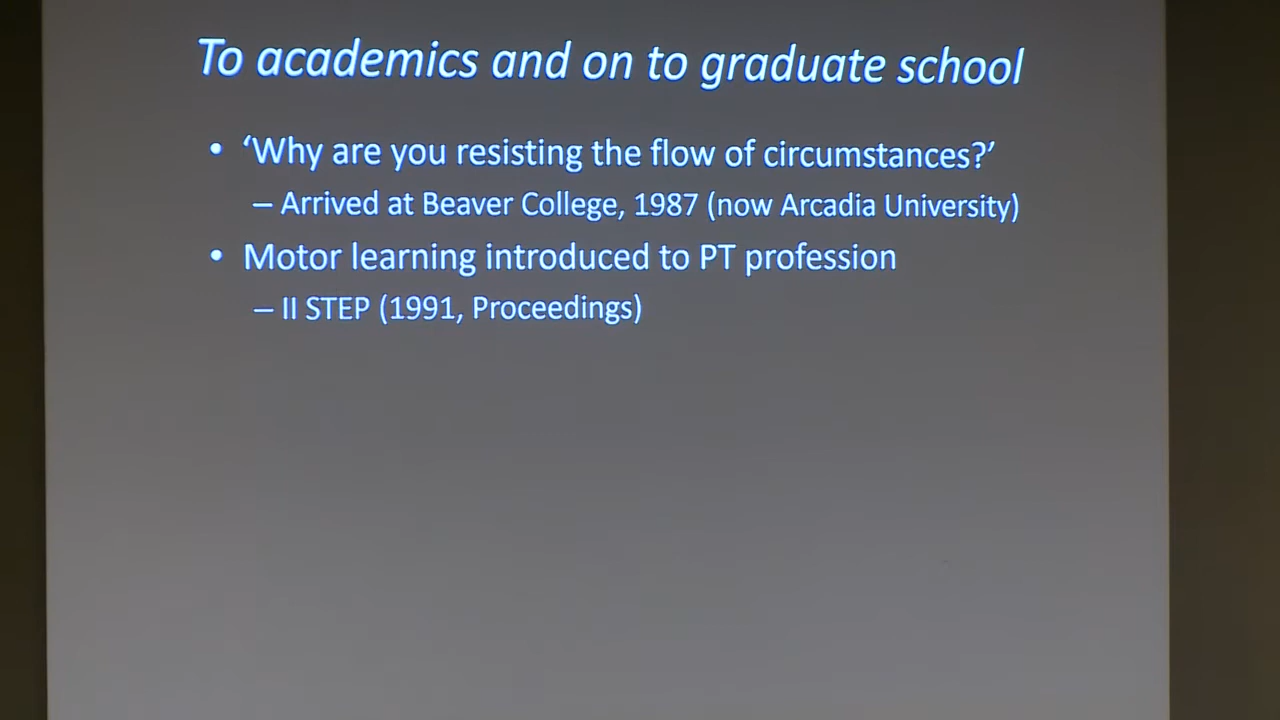 To academics and on to graduate school
• ‘Why are you resisting the flow of circumstances?’
– Arrived at Beaver College, 1987 (now Arcadia University)
• Motor learning introduced to PT profession
– II STEP (1991, Proceedings)